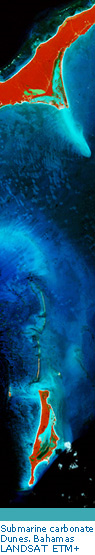 Submarine carbonate
Dunes, Bahamas
LANDSAT ETM+